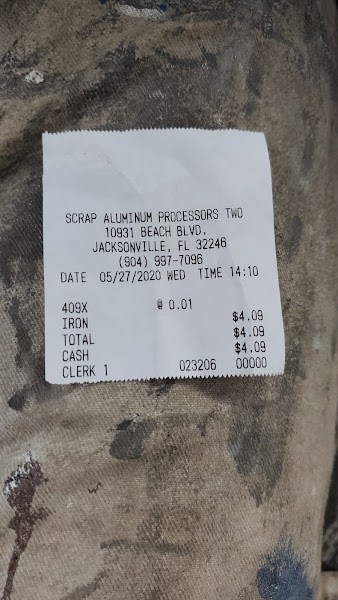 SCRAP ALUMINUM PROCESSORS TWO
10931 BEACH BLVD.
JACKSONVILLE, FL 32246
(904) 997-7096
DATE 05/27/2020 WED TIME 14:10
409X @ 0.01
IRON $4.09
TOTAL $4.09
CASH $4.09
CLERK 1 023206 00000